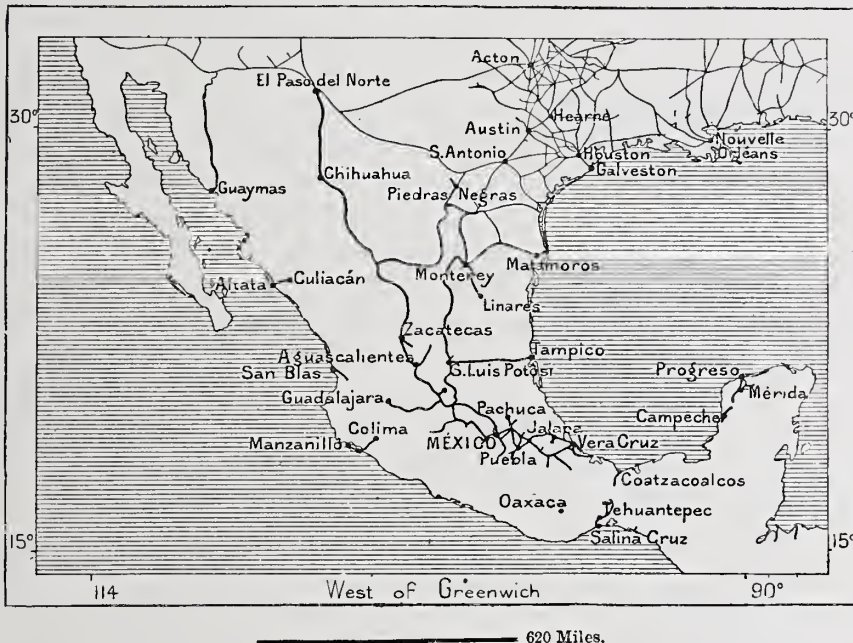 Acton
El Paso del Norte
30°
Hearne
30°
Austin
Nouvelle
Orléans
S. Antonio
Houston
Galveston
Chihuahua
Guaymas
Piedras Negras
Altata
Culiacán
Monterey
Matamoros
Linares
Zacatecas
Aguascalientes
Tampico
San Blas
S. Luis Potosi
Progreso
Mérida
Guadalajara
Pachuca
Campeche
Colima
Jalapa
Manzanillo
MÉXICO
Vera Cruz
Puebla
Coatzacoalcos
Oaxaca
Tehuantepec
Salina Cruz
15°
15°
114
West of Greenwich
90°
620 Miles.